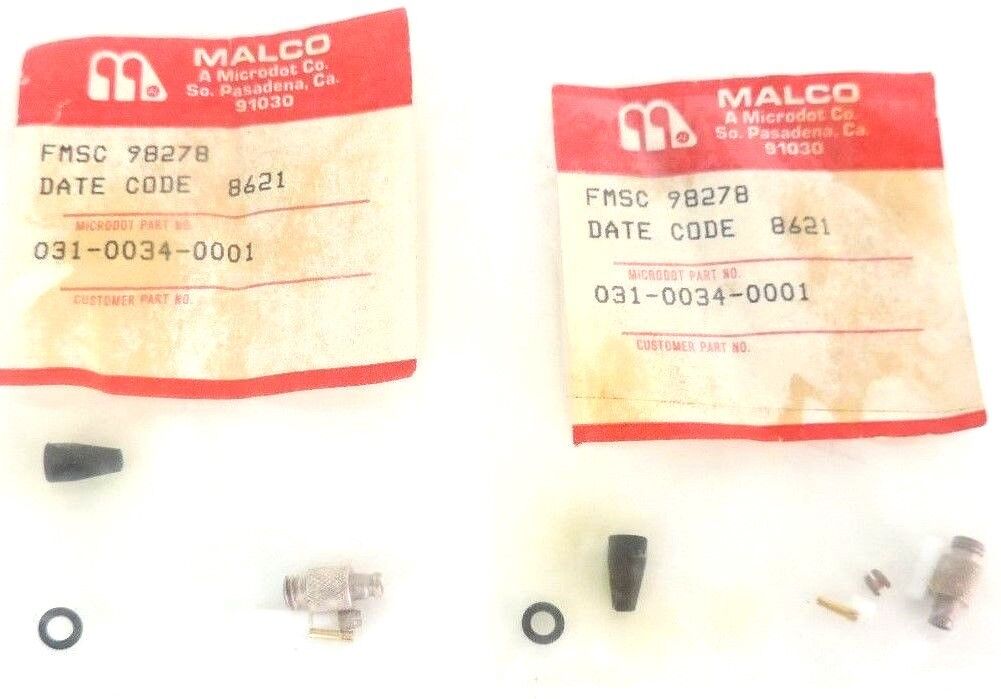 MALCO
A Microdot Co.
So. Pasadena, Ca.
91030
FMSC 98278
DATE CODE 8621
MICRODOT PART NO.
031-0034-0001
CUSTOMER PART NO.
MALCO
A Microdot Co.
So. Pasadena, Ca.
91030
FMSC 98278
DATE CODE 8621
MICRODOT PART NO.
031-0034-0001
CUSTOMER PART NO.